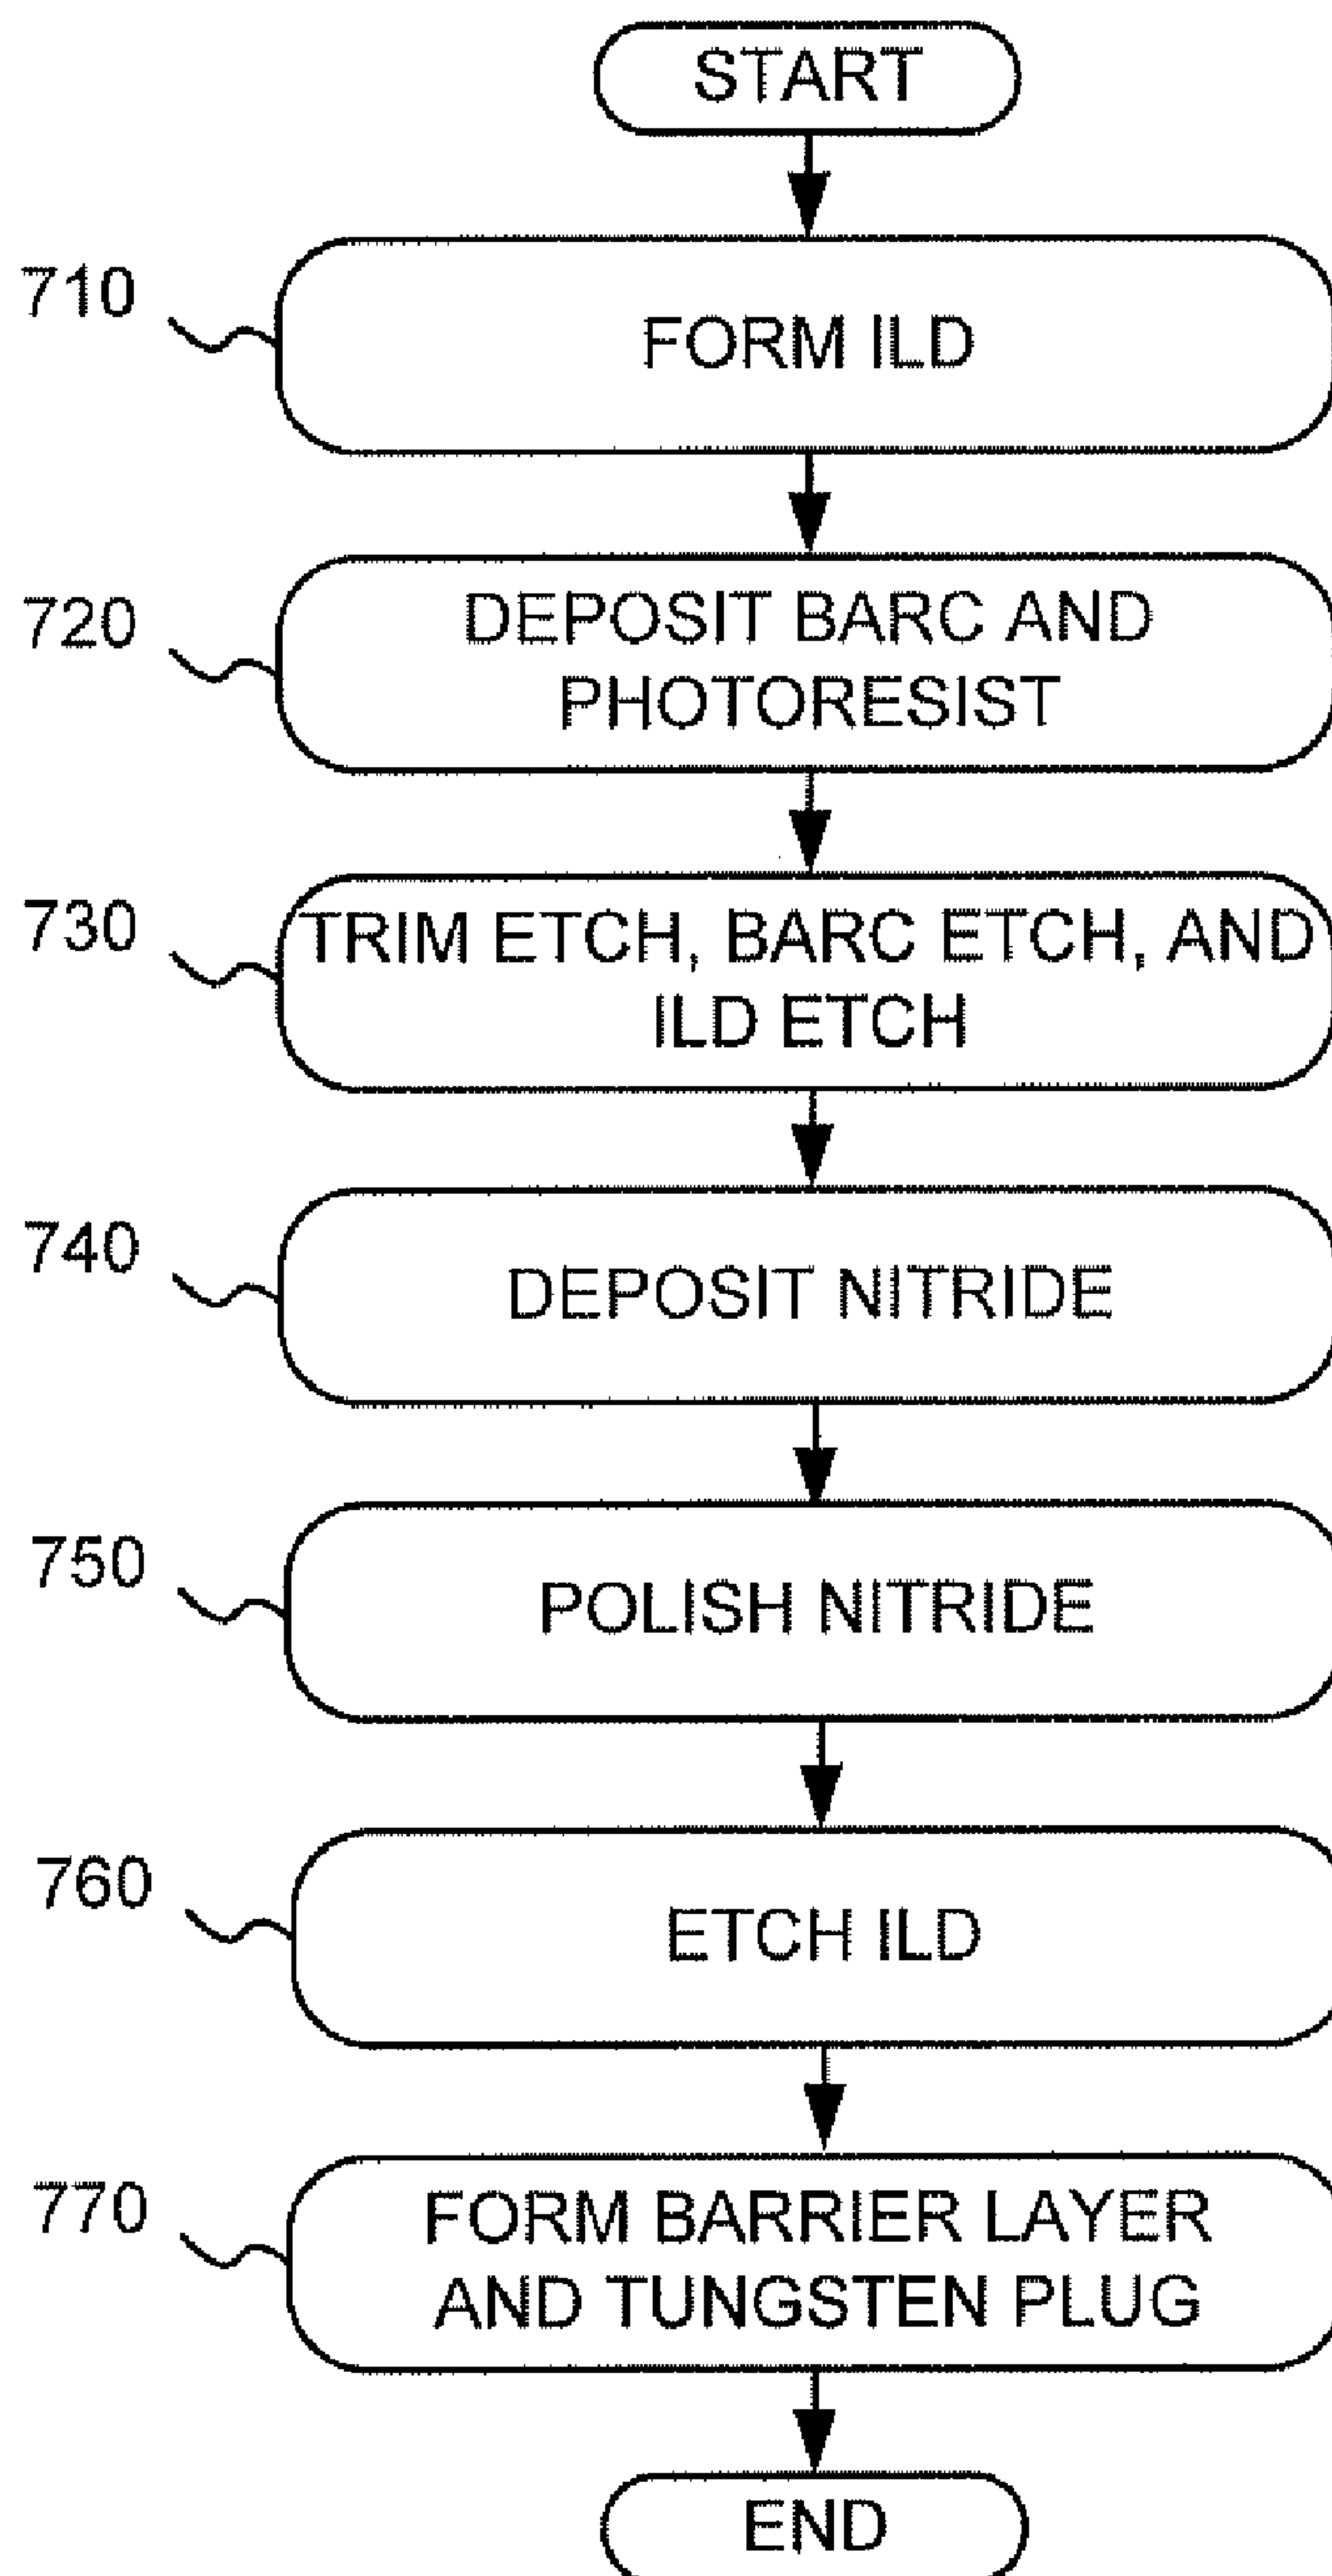 START
710
FORM ILD
720
DEPOSIT BARC AND
PHOTORESIST
730
TRIM ETCH, BARC ETCH, AND
ILD ETCH
740
DEPOSIT NITRIDE
750
POLISH NITRIDE
760
ETCH ILD
770
FORM BARRIER LAYER
AND TUNGSTEN PLUG
END